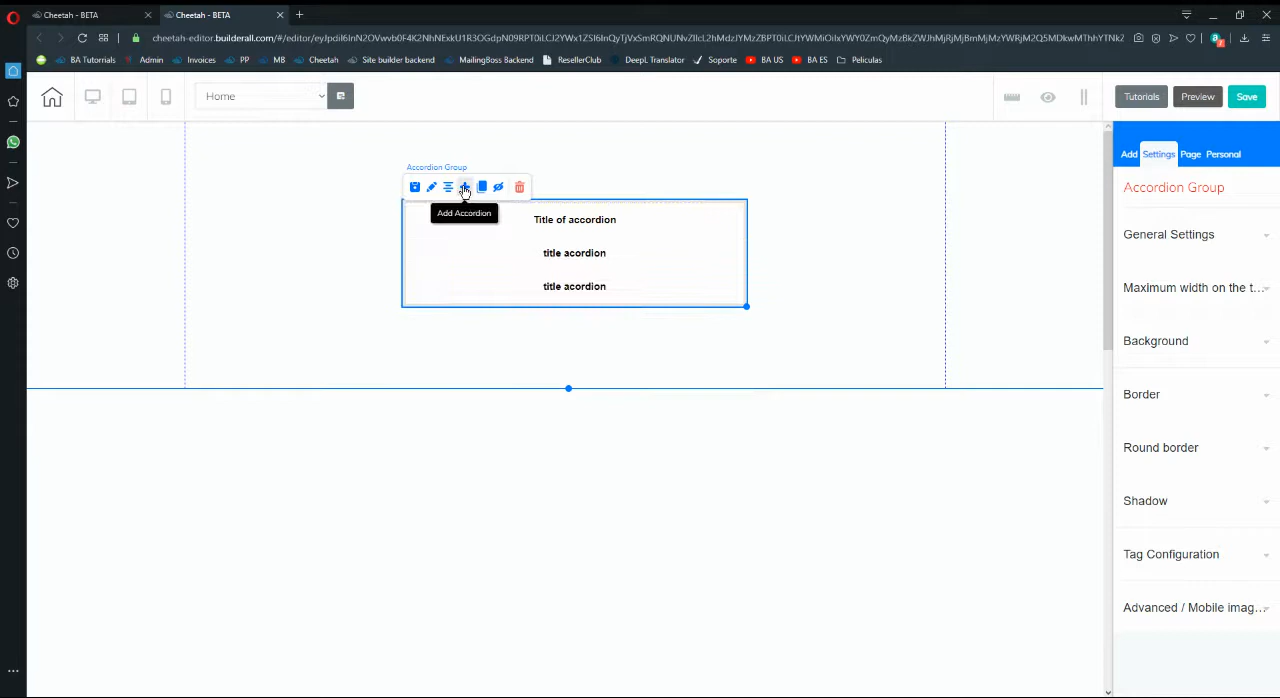 Cheetah - BETA
Cheetah - BETA
cheetah-editor.builderall.com/#/editor/
BA Tutorials Admin Invoices PP MB Cheetah Site builder backend MailingBoss Backend ResellerClub DeepL Translator Soporte BA US BA ES Peliculas
Home
Tutorials
Preview
Save
Add Settings Page Personal
Accordion Group
Add Accordion
Title of accordion
title acordion
title acordion
Accordion Group
General Settings
Maximum width on the t...
Background
Border
Round border
Shadow
Tag Configuration
Advanced / Mobile imag...